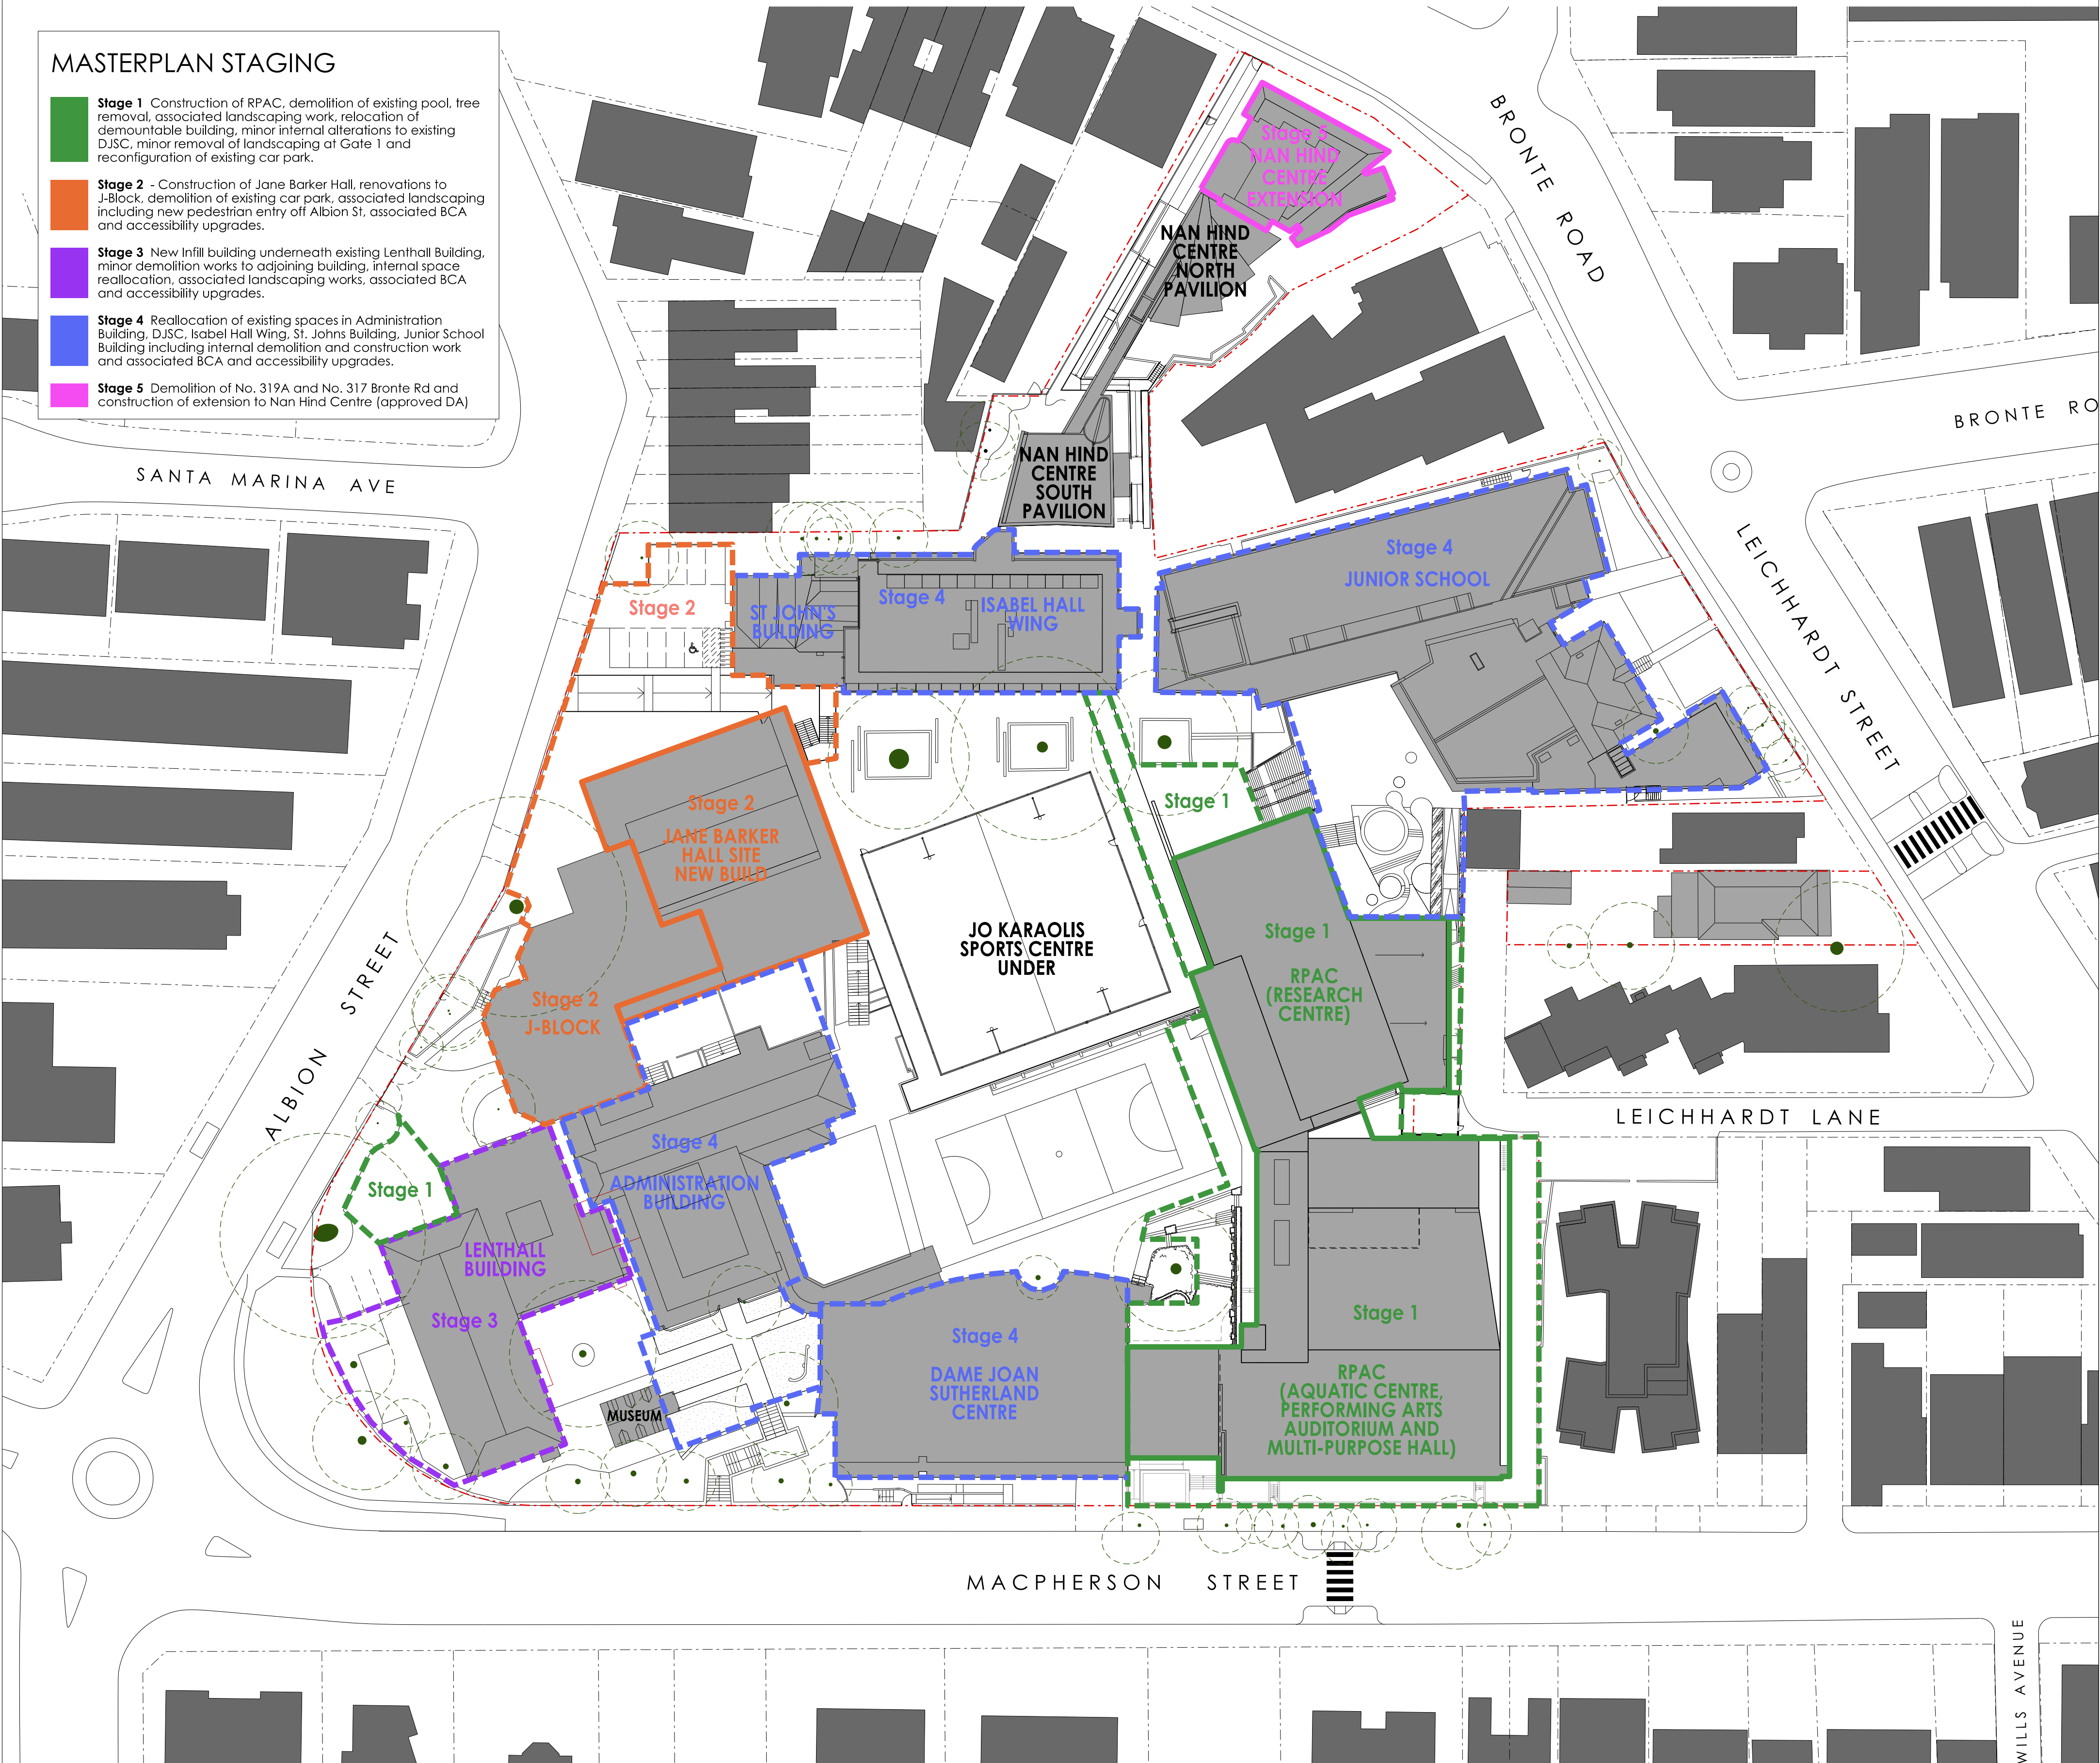 MASTERPLAN STAGING
Stage 1 Construction of RPAC, demolition of existing pool, tree
removal, associated landscaping work, relocation of
demountable building, minor internal alterations to existing
DJSC, minor removal of landscaping at Gate 1 and
reconfiguration of existing car park.
Stage 2 - Construction of Jane Barker Hall, renovations to
J-Block, demolition of existing car park, associated landscaping
including new pedestrian entry off Albion St, associated BCA
and accessibility upgrades.
Stage 3 New Infill building underneath existing Lenthall Building,
minor demolition works to adjoining building, internal space
reallocation, associated landscaping works, associated BCA
and accessibility upgrades.
Stage 4 Reallocation of existing spaces in Administration
Building, DJSC, Isabel Hall Wing, St. Johns Building, Junior School
Building including internal demolition and construction work
and associated BCA and accessibility upgrades.
Stage 5 Demolition of No. 319A and No. 317 Bronte Rd and
construction of extension to Nan Hind Centre (approved DA)
Stage 5
NAN HIND
CENTRE
EXTENSION
BRONTE ROAD
NAN HIND
CENTRE
NORTH
PAVILION
BRONTE RO
SANTA MARINA AVE
NAN HIND
CENTRE
SOUTH
PAVILION
LEICHHARDT STREET
Stage 4
JUNIOR SCHOOL
Stage 2
ST JOHN'S
BUILDING
Stage 4
ISABEL HALL
WING
Stage 1
Stage 2
JANE BARKER
HALL SITE
NEW BUILD
JO KARAOLIS
SPORTS CENTRE
UNDER
Stage 1
RPAC
(RESEARCH
CENTRE)
ALBION STREET
Stage 2
J-BLOCK
LEICHHARDT LANE
Stage 4
ADMINISTRATION
BUILDING
Stage 1
LENTHALL
BUILDING
Stage 3
Stage 1
Stage 4
DAME JOAN
SUTHERLAND
CENTRE
RPAC
(AQUATIC CENTRE,
PERFORMING ARTS
AUDITORIUM AND
MULTI-PURPOSE HALL)
MUSEUM
MACPHERSON STREET
WILLS AVENUE